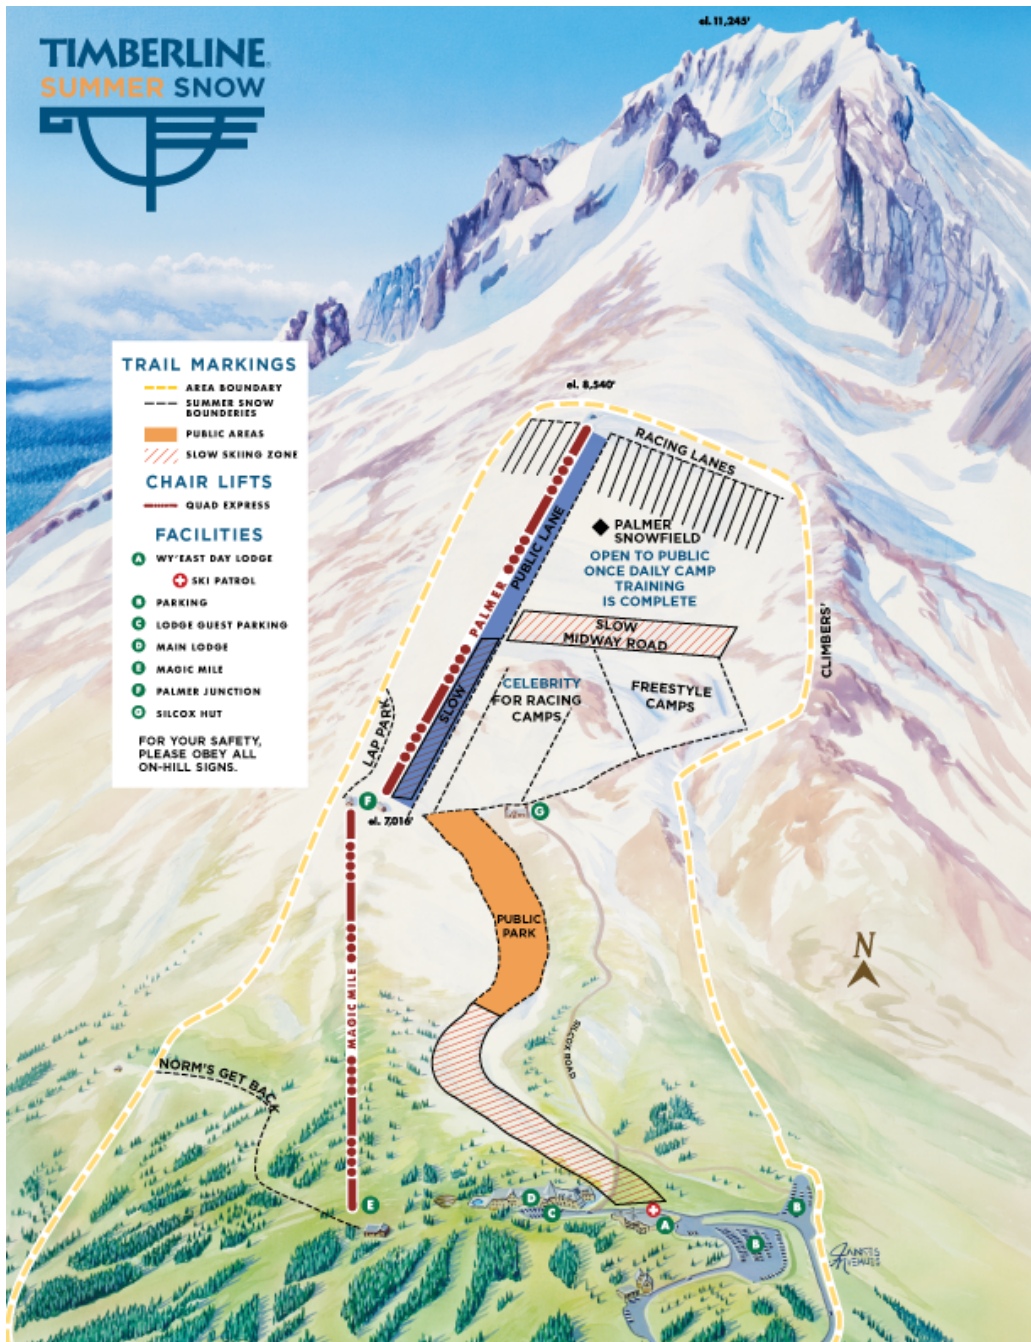 el. 11,245'
TIMBERLINE®
SUMMER SNOW
TRAIL MARKINGS
AREA BOUNDARY
SUMMER SNOW
BOUNDERIES
PUBLIC AREAS
SLOW SKIING ZONE
CHAIR LIFTS
QUAD EXPRESS
FACILITIES
A WY'EAST DAY LODGE
SKI PATROL
B PARKING
C LODGE GUEST PARKING
D MAIN LODGE
E MAGIC MILE
F PALMER JUNCTION
G SILCOX HUT
FOR YOUR SAFETY,
PLEASE OBEY ALL
ON-HILL SIGNS.
el. 8,540'
RACING LANES
PUBLIC LANE
PALMER
PALMER
SNOWFIELD
OPEN TO PUBLIC
ONCE DAILY CAMP
TRAINING
IS COMPLETE
SLOW
MIDWAY ROAD
CLIMBERS'
SLOW
CELEBRITY
FOR RACING
CAMPS
FREESTYLE
CAMPS
LAP PARK
F
G
el. 7,016'
PUBLIC
PARK
N
MAGIC MILE
SILCOX ROAD
NORM'S GET BACK
E
D
C
A
B
B